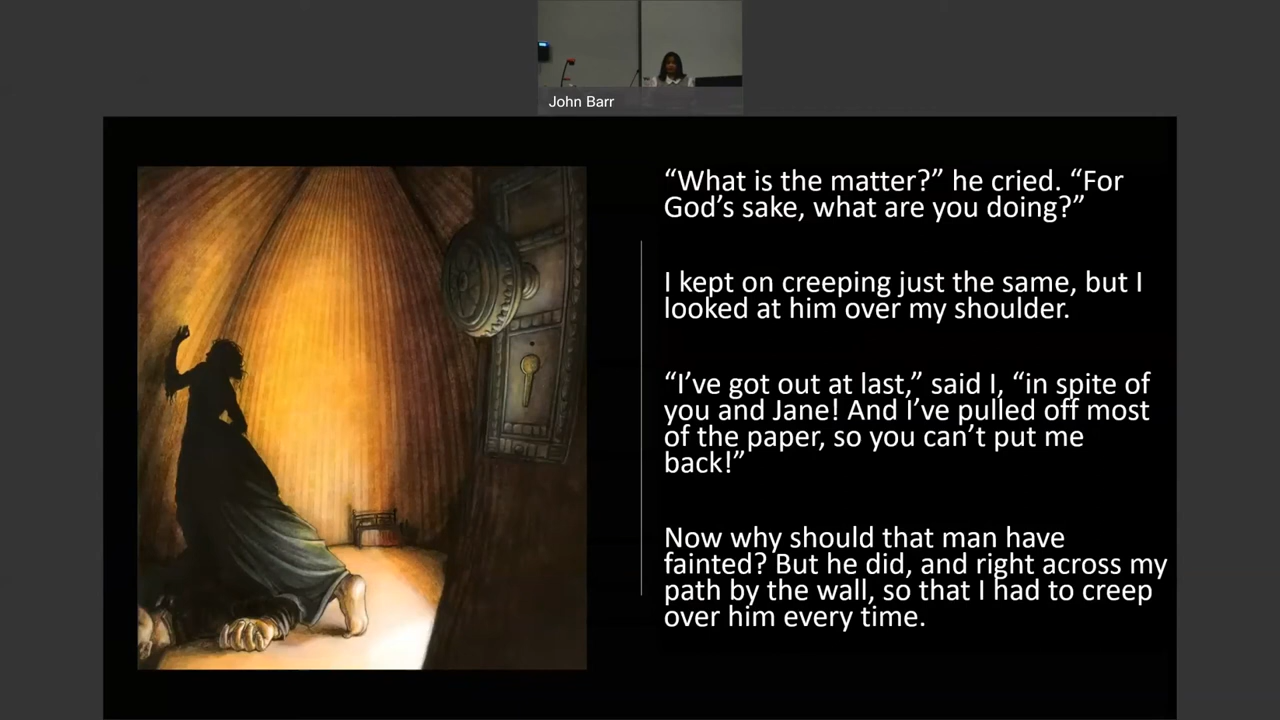 John Barr
“What is the matter?” he cried. “For
God’s sake, what are you doing?”
I kept on creeping just the same, but I
looked at him over my shoulder.
“I’ve got out at last,” said I, “in spite of
you and Jane! And I’ve pulled off most
of the paper, so you can’t put me
back!”
Now why should that man have
fainted? But he did, and right across my
path by the wall, so that I had to creep
over him every time.